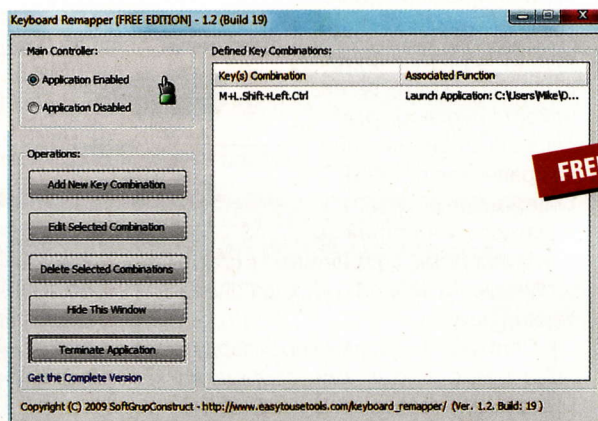 Keyboard Remapper [FREE EDITION] - 1.2 (Build 19)
Main Controller:
Application Enabled
Application Disabled
Operations:
Add New Key Combination
Edit Selected Combination
Delete Selected Combinations
Hide This Window
Terminate Application
Get the Complete Version
Defined Key Combinations:
Key(s) Combination Associated Function
M+L.Shift+Left.Ctrl Launch Application: C:\Users\Mike\D...
FREE
Copyright (C) 2009 SoftGrupConstruct - http://www.easytousetools.com/keyboard_remapper/ (Ver. 1.2. Build: 19 )